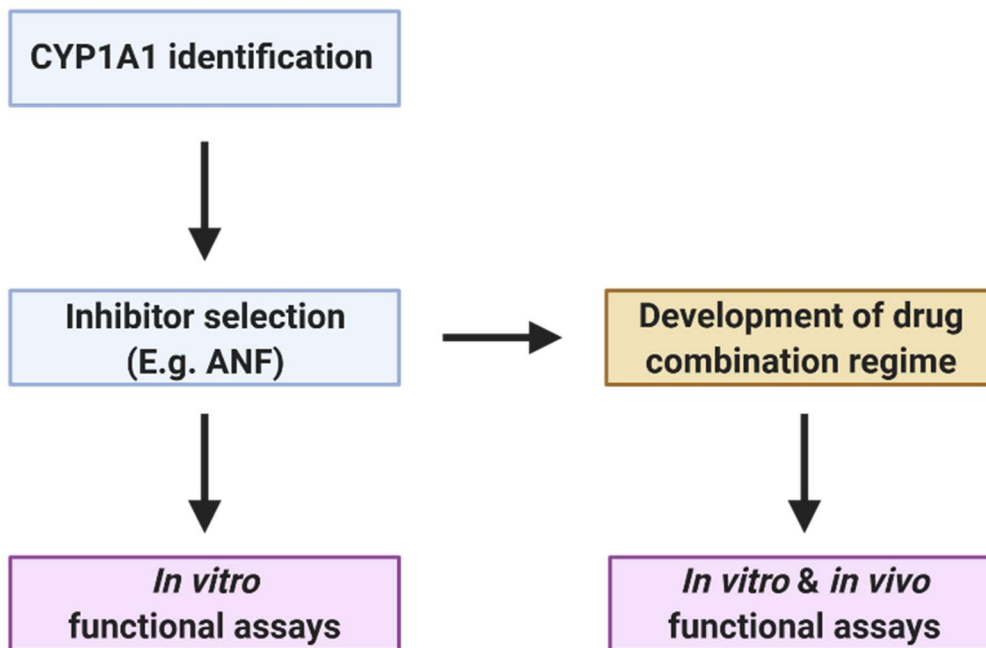 CYP1A1 identification
Inhibitor selection
(E.g. ANF)
Development of drug
combination regime
In vitro
functional assays
In vitro & in vivo
functional assays